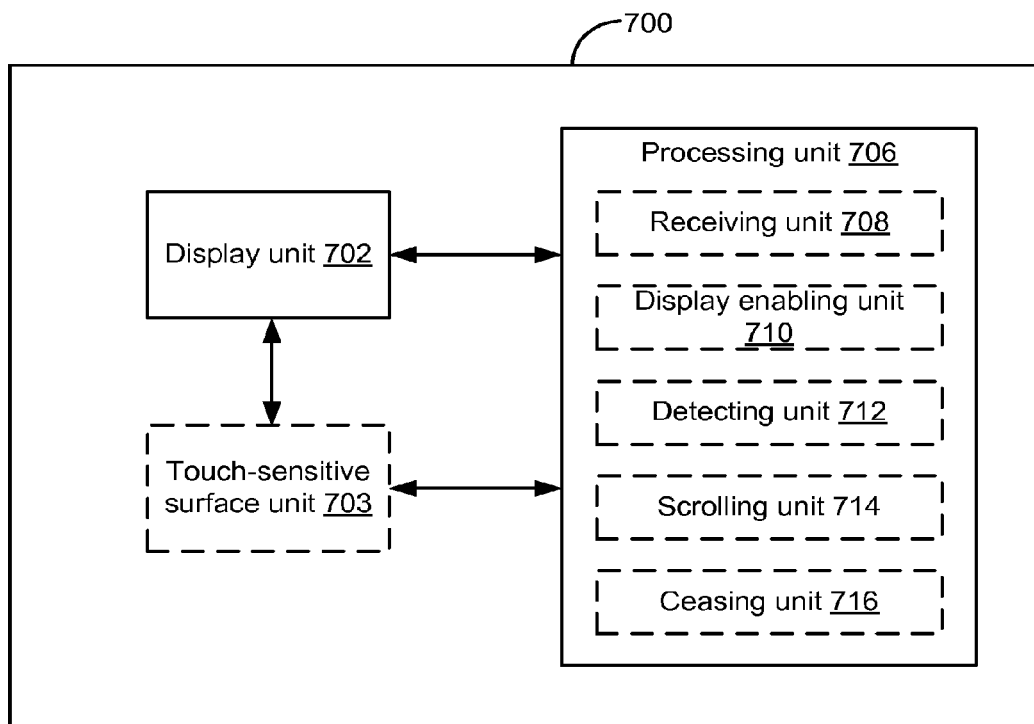 700
Processing unit 706
Receiving unit 708
Display unit 702
Display enabling unit
710
Detecting unit 712
Touch-sensitive
surface unit 703
Scrolling unit 714
Ceasing unit 716